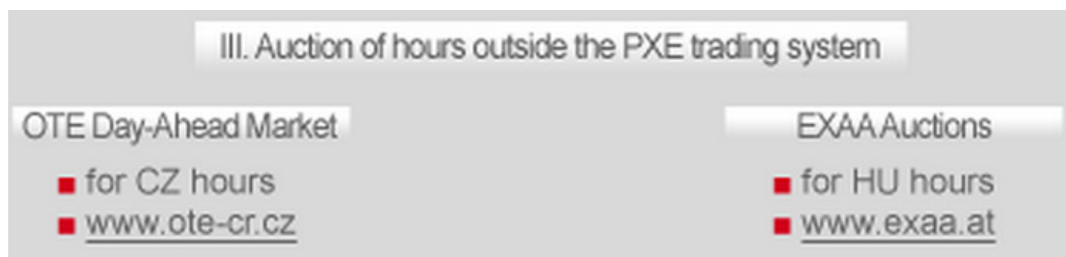 III. Auction of hours outside the PXE trading system
OTE Day-Ahead Market
for CZ hours
www.ote-cr.cz
EXAA Auctions
for HU hours
www.exaa.at